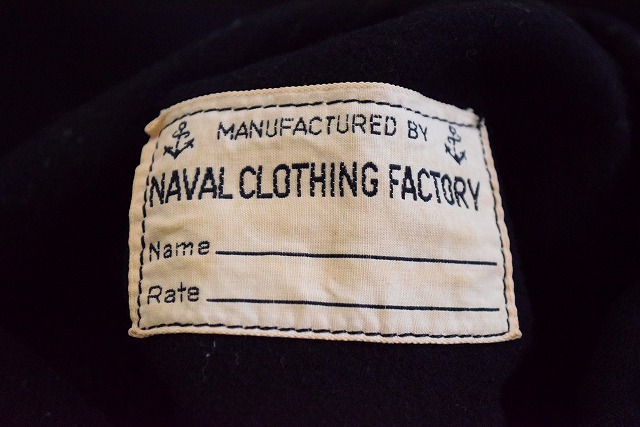 MANUFACTURED BY
NAVAL CLOTHING FACTORY
Name
Rate